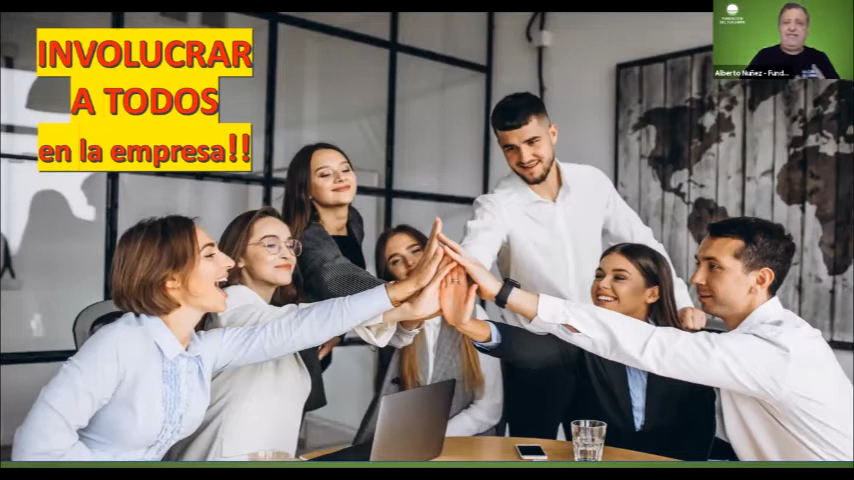 INVOLUCRAR
A TODOS
en la empresa!!
Alberto Nuñez - Fund...